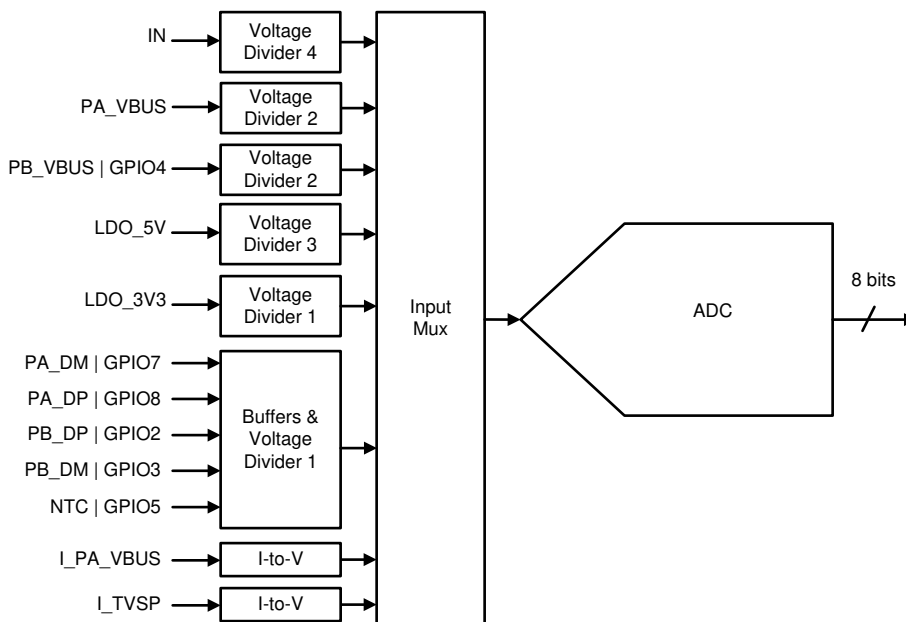 IN
Voltage
Divider 4
PA_VBUS
Voltage
Divider 2
PB_VBUS | GPIO4
Voltage
Divider 2
LDO_5V
Voltage
Divider 3
LDO_3V3
Voltage
Divider 1
PA_DM | GPIO7
PA_DP | GPIO8
PB_DP | GPIO2
PB_DM | GPIO3
NTC | GPIO5
Buffers &
Voltage
Divider 1
I_PA_VBUS
I-to-V
I_TVSP
I-to-V
Input
Mux
ADC
8 bits